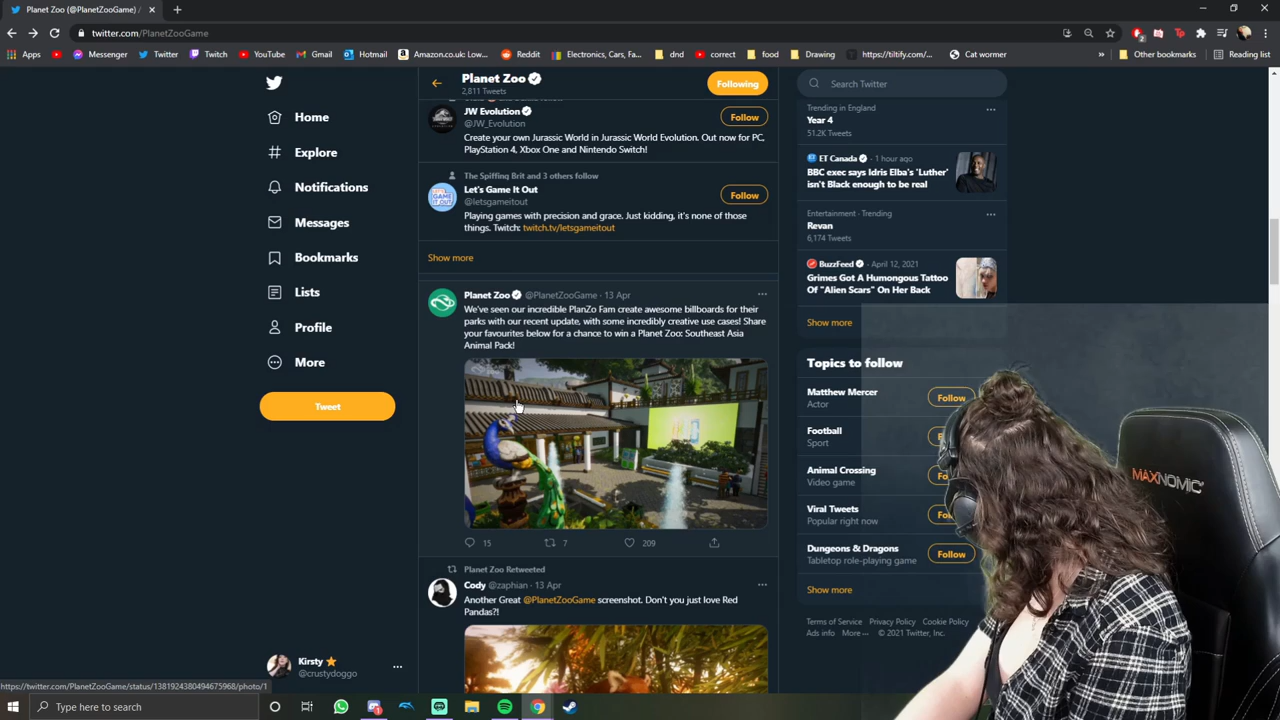 Planet Zoo (@PlanetZooGame) /
twitter.com/PlanetZooGame
Apps
Messenger
Twitter
Twitch
YouTube
Gmail
Hotmail
Amazon.co.uk: Low...
Reddit
Electronics, Cars, Fa...
dnd
correct
food
Drawing
https://tiltify.com/...
Cat wormer
»
Other bookmarks
Reading list
Home
Explore
Notifications
Messages
Bookmarks
Lists
Profile
More
Tweet
Kirsty
@crustydoggo
https://twitter.com/PlanetZooGame/status/1381924380494675968/photo/1
Planet Zoo
2,811 Tweets
Following
JW Evolution
@JW_Evolution
Follow
Create your own Jurassic World in Jurassic World Evolution. Out now for PC,
PlayStation 4, Xbox One and Nintendo Switch!
The Spiffing Brit and 3 others follow
Let's Game It Out
@letsgameitout
Follow
Playing games with precision and grace. Just kidding, it's none of those
things. Twitch: twitch.tv/letsgameitout
Show more
Planet Zoo @PlanetZooGame · 13 Apr
We've seen our incredible PlanZo Fam create awesome billboards for their
parks with our recent update, with some incredibly creative use cases! Share
your favourites below for a chance to win a Planet Zoo: Southeast Asia
Animal Pack!
15
7
209
Planet Zoo Retweeted
Cody @zaphian · 13 Apr
Another Great @PlanetZooGame screenshot. Don't you just love Red
Pandas?!
Search Twitter
Trending in England
Year 4
51.2K Tweets
ET Canada · 1 hour ago
BBC exec says Idris Elba's 'Luther'
isn't Black enough to be real
Entertainment · Trending
Revan
6,174 Tweets
BuzzFeed · April 12, 2021
Grimes Got A Humongous Tattoo
Of "Alien Scars" On Her Back
Show more
Topics to follow
Matthew Mercer
Actor
Follow
Football
Sport
Animal Crossing
Video game
Viral Tweets
Popular right now
Dungeons & Dragons
Tabletop role-playing game
Follow
Show more
Terms of Service Privacy Policy Cookie Policy
Ads info More ··· © 2021 Twitter, Inc.
MAXNOMIC
Type here to search